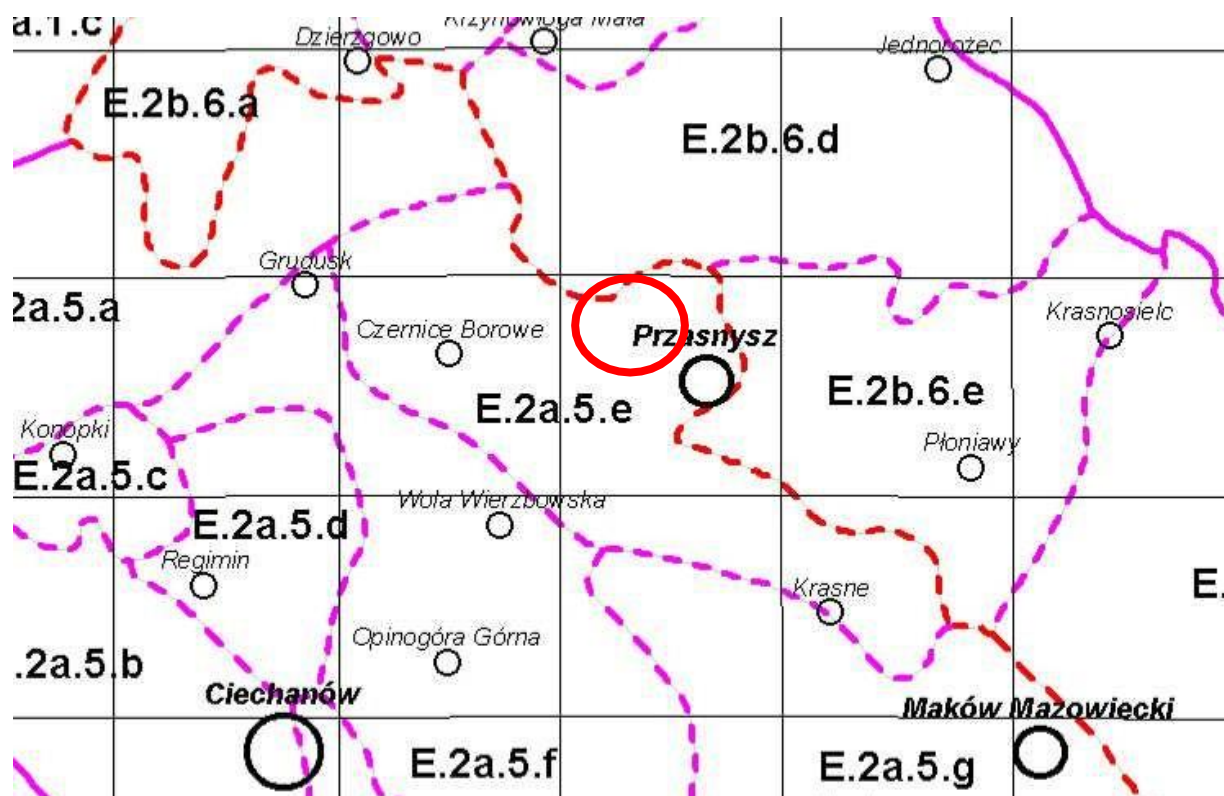 a.1.c
Krzynowłoga Mała
Dzierzgowo
Jednorożec
E.2b.6.a
E.2b.6.d
Grudusk
2a.5.a
Krasnosielc
Czernice Borowe
Przasnysz
E.2b.6.e
E.2a.5.e
Konopki
Płoniawy
E.2a.5.c
Wola Wierzbowska
E.2a.5.d
Regimin
Krasne
E.
Opinogóra Górna
.2a.5.b
Ciechanów
Maków Mazowiecki
E.2a.5.f
E.2a.5.g